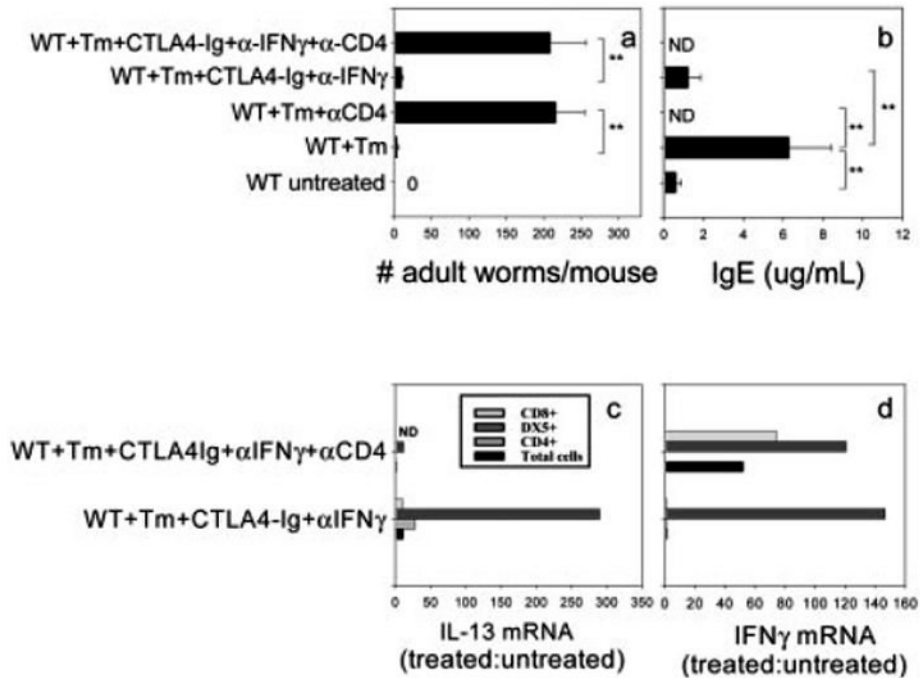 WT+Tm+CTLA4-Ig+α-IFNγ+α-CD4
WT+Tm+CTLA4-Ig+α-IFNγ
WT+Tm+αCD4
WT+Tm
WT untreated
0
a
**
**
0 50 100 150 200 250 300
# adult worms/mouse
b
ND
ND
**
**
**
0 2 4 6 8 10 12
IgE (ug/mL)
WT+Tm+CTLA4Ig+αIFNγ+αCD4
WT+Tm+CTLA4-Ig+αIFNγ
c
ND
CD8+
DX5+
CD4+
Total cells
0 50 100 150 200 250 300 350
IL-13 mRNA
(treated:untreated)
d
0 20 40 60 80 100 120 140 160
IFNγ mRNA
(treated:untreated)